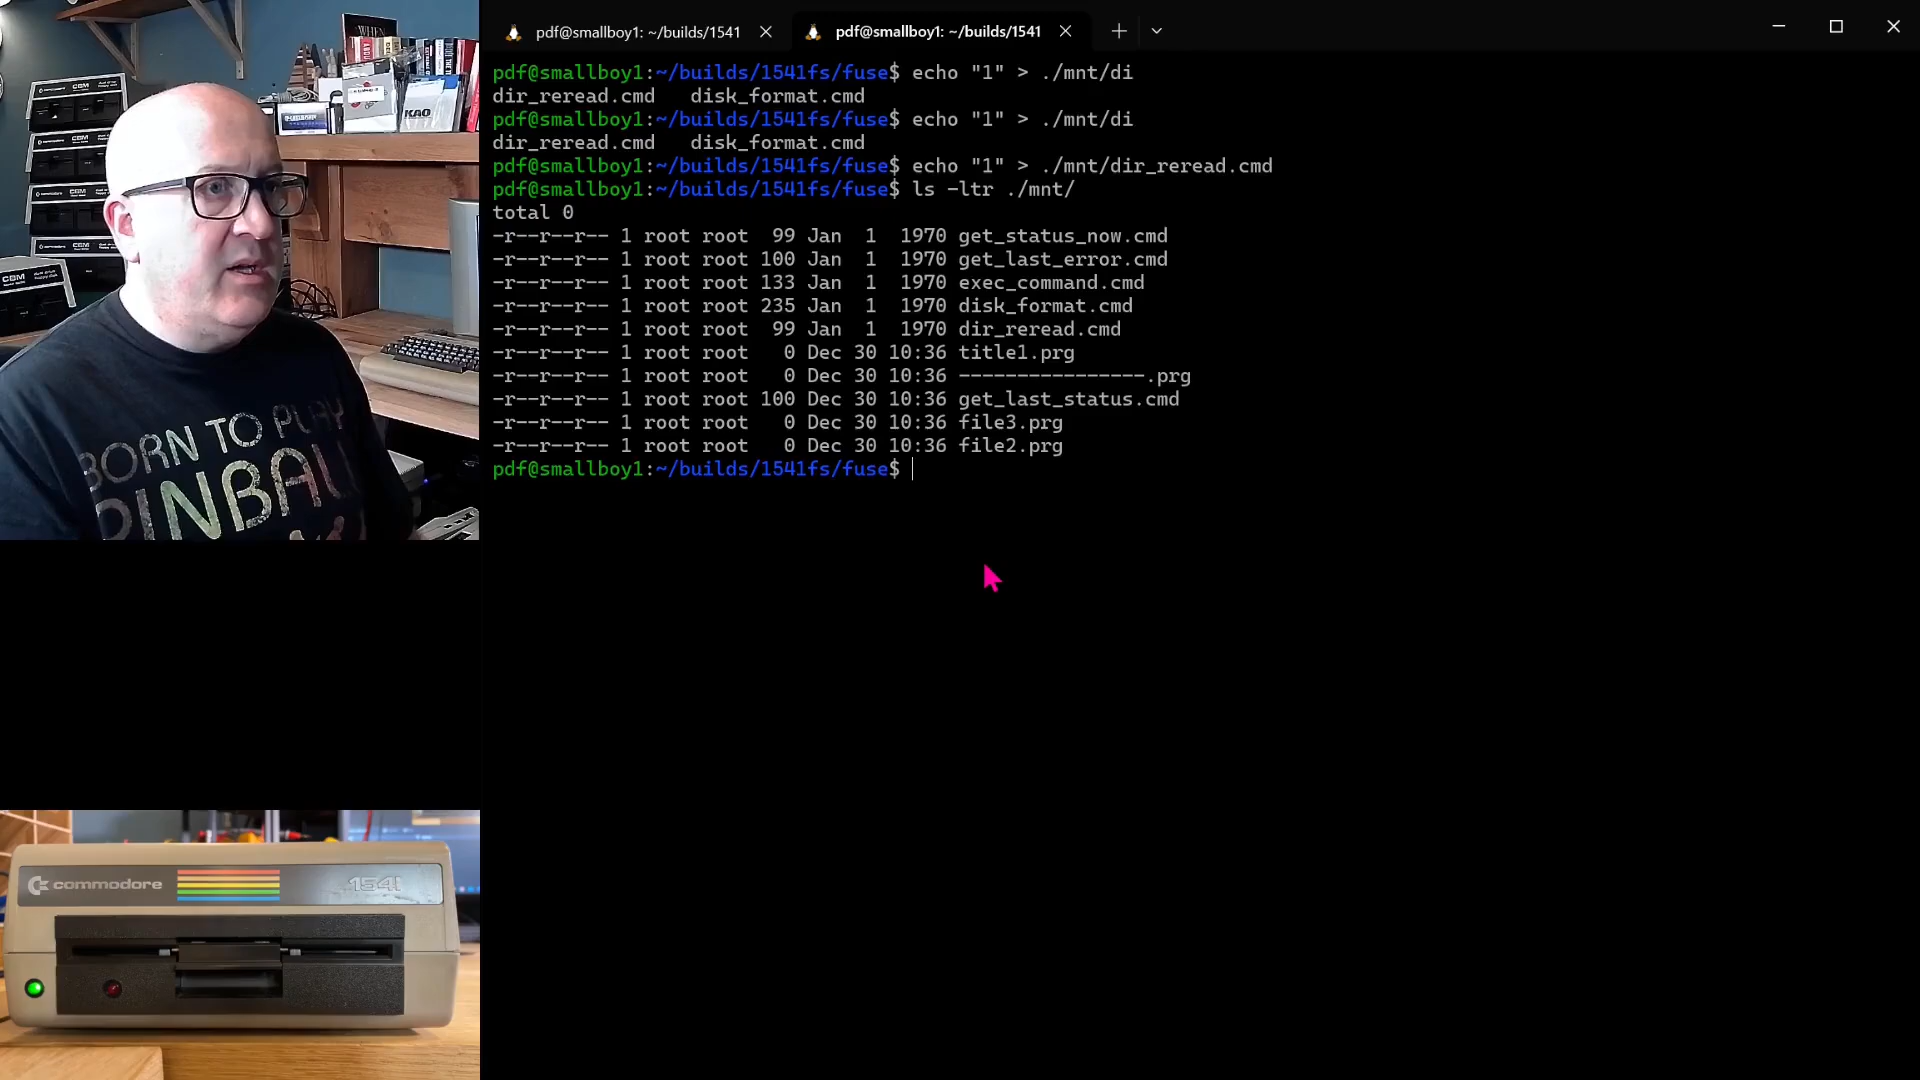 pdf@smallboy1: ~/builds/1541
pdf@smallboy1: ~/builds/1541
pdf@smallboy1:~/builds/1541fs/fuse$ echo "1" > ./mnt/di
dir_reread.cmd   disk_format.cmd
pdf@smallboy1:~/builds/1541fs/fuse$ echo "1" > ./mnt/di
dir_reread.cmd   disk_format.cmd
pdf@smallboy1:~/builds/1541fs/fuse$ echo "1" > ./mnt/dir_reread.cmd
pdf@smallboy1:~/builds/1541fs/fuse$ ls -ltr ./mnt/
total 0
-r--r--r-- 1 root root  99 Jan  1  1970 get_status_now.cmd
-r--r--r-- 1 root root 100 Jan  1  1970 get_last_error.cmd
-r--r--r-- 1 root root 133 Jan  1  1970 exec_command.cmd
-r--r--r-- 1 root root 235 Jan  1  1970 disk_format.cmd
-r--r--r-- 1 root root  99 Jan  1  1970 dir_reread.cmd
-r--r--r-- 1 root root   0 Dec 30 10:36 title1.prg
-r--r--r-- 1 root root   0 Dec 30 10:36 ----------------.prg
-r--r--r-- 1 root root 100 Dec 30 10:36 get_last_status.cmd
-r--r--r-- 1 root root   0 Dec 30 10:36 file3.prg
-r--r--r-- 1 root root   0 Dec 30 10:36 file2.prg
pdf@smallboy1:~/builds/1541fs/fuse$
WHEN
KAO
CBM
CBM
CBM
CBM
CBM
BORN TO PLAY
PINBALL
commodore 1541